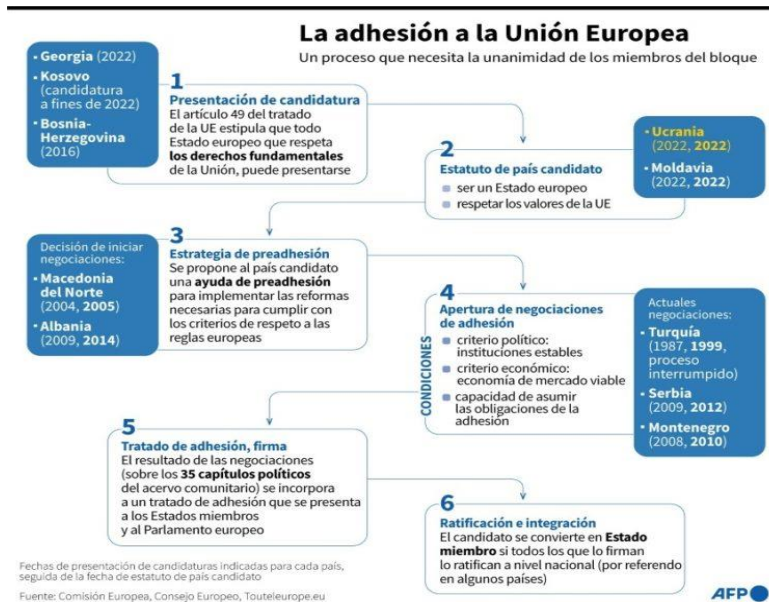 La adhesión a la Unión Europea
Un proceso que necesita la unanimidad de los miembros del bloque
• Georgia (2022)
• Kosovo
(candidatura
a fines de 2022)
• Bosnia-
Herzegovina
(2016)
1
Presentación de candidatura
El artículo 49 del tratado
de la UE estipula que todo
Estado europeo que respeta
los derechos fundamentales
de la Unión, puede presentarse
2
Estatuto de país candidato
ser un Estado europeo
respetar los valores de la UE
• Ucrania
(2022, 2022)
• Moldavia
(2022, 2022)
Decisión de iniciar
negociaciones:
• Macedonia
del Norte
(2004, 2005)
• Albania
(2009, 2014)
3
Estrategia de preadhesión
Se propone al país candidato
una ayuda de preadhesión
para implementar las reformas
necesarias para cumplir con
los criterios de respeto a las
reglas europeas
4
Apertura de negociaciones
de adhesión
CONDICIONES
criterio político:
instituciones estables
criterio económico:
economía de mercado viable
capacidad de asumir
las obligaciones de la
adhesión
Actuales
negociaciones:
• Turquía
(1987, 1999,
proceso
interrumpido)
• Serbia
(2009, 2012)
• Montenegro
(2008, 2010)
5
Tratado de adhesión, firma
El resultado de las negociaciones
(sobre los 35 capítulos políticos
del acervo comunitario) se incorpora
a un tratado de adhesión que se presenta
a los Estados miembros
y al Parlamento europeo
6
Ratificación e integración
El candidato se convierte en Estado
miembro si todos los que lo firman
lo ratifican a nivel nacional (por referendo
en algunos países)
Fechas de presentación de candidaturas indicadas para cada país,
seguida de la fecha de estatuto de país candidato
Fuente: Comisión Europea, Consejo Europeo, Touteleurope.eu
AFP